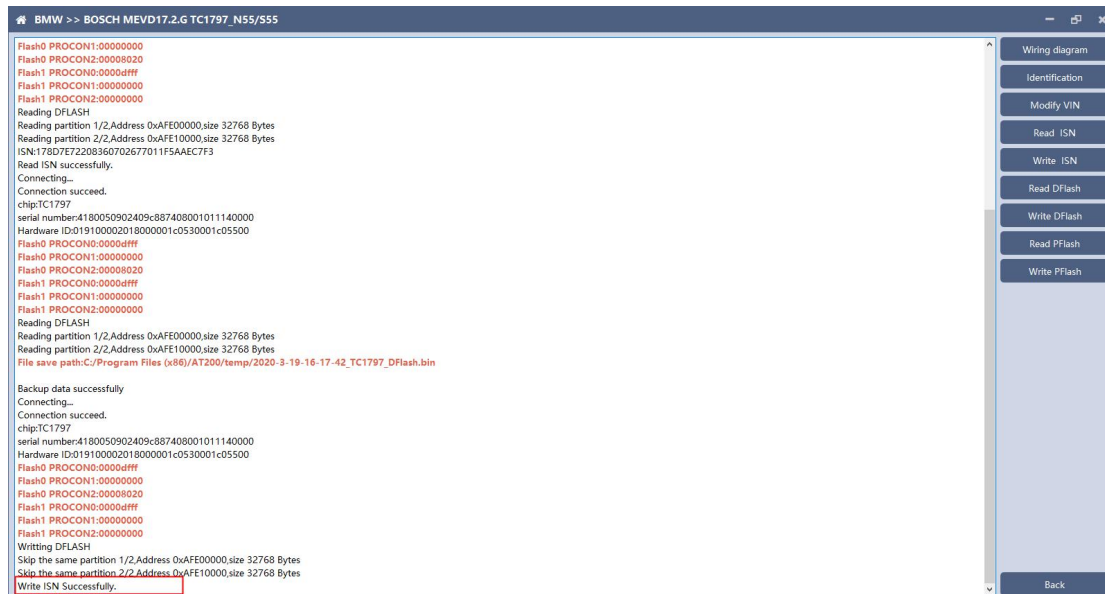 BMW >> BOSCH MEVD17.2.G TC1797_N55/S55
Flash0 PROCON1:00000000
Flash0 PROCON2:00008020
Flash1 PROCON0:0000dfff
Flash1 PROCON1:00000000
Flash1 PROCON2:00000000
Reading DFLASH
Reading partition 1/2,Address 0xAFE00000,size 32768 Bytes
Reading partition 2/2,Address 0xAFE10000,size 32768 Bytes
ISN:178D7E72208360702677011F5AAEC7F3
Read ISN successfully.
Connecting...
Connection succeed.
chip:TC1797
serial number:4180050902409c887408001011140000
Hardware ID:019100002018000001c0530001c05500
Flash0 PROCON0:0000dfff
Flash0 PROCON1:00000000
Flash0 PROCON2:00008020
Flash1 PROCON0:0000dfff
Flash1 PROCON1:00000000
Flash1 PROCON2:00000000
Reading DFLASH
Reading partition 1/2,Address 0xAFE00000,size 32768 Bytes
Reading partition 2/2,Address 0xAFE10000,size 32768 Bytes
File save path:C:/Program Files (x86)/AT200/temp/2020-3-19-16-17-42_TC1797_DFlash.bin
Backup data successfully
Connecting...
Connection succeed.
chip:TC1797
serial number:4180050902409c887408001011140000
Hardware ID:019100002018000001c0530001c05500
Flash0 PROCON0:0000dfff
Flash0 PROCON1:00000000
Flash0 PROCON2:00008020
Flash1 PROCON0:0000dfff
Flash1 PROCON1:00000000
Flash1 PROCON2:00000000
Writting DFLASH
Skip the same partition 1/2,Address 0xAFE00000,size 32768 Bytes
Skip the same partition 2/2,Address 0xAFE10000,size 32768 Bytes
Write ISN Successfully.
Wiring diagram
Identification
Modify VIN
Read ISN
Write ISN
Read DFlash
Write DFlash
Read PFlash
Write PFlash
Back